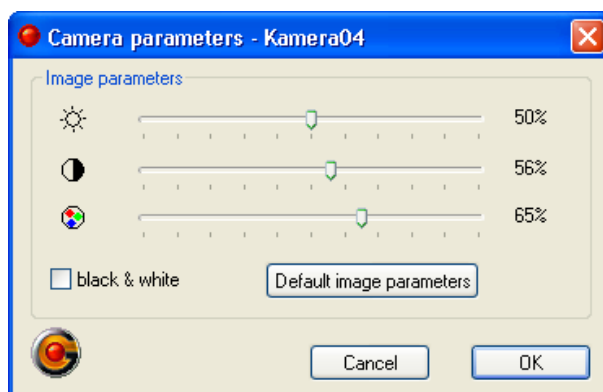 Camera parameters - Kamera04
Image parameters
50%
56%
65%
black & white
Default image parameters
Cancel
OK